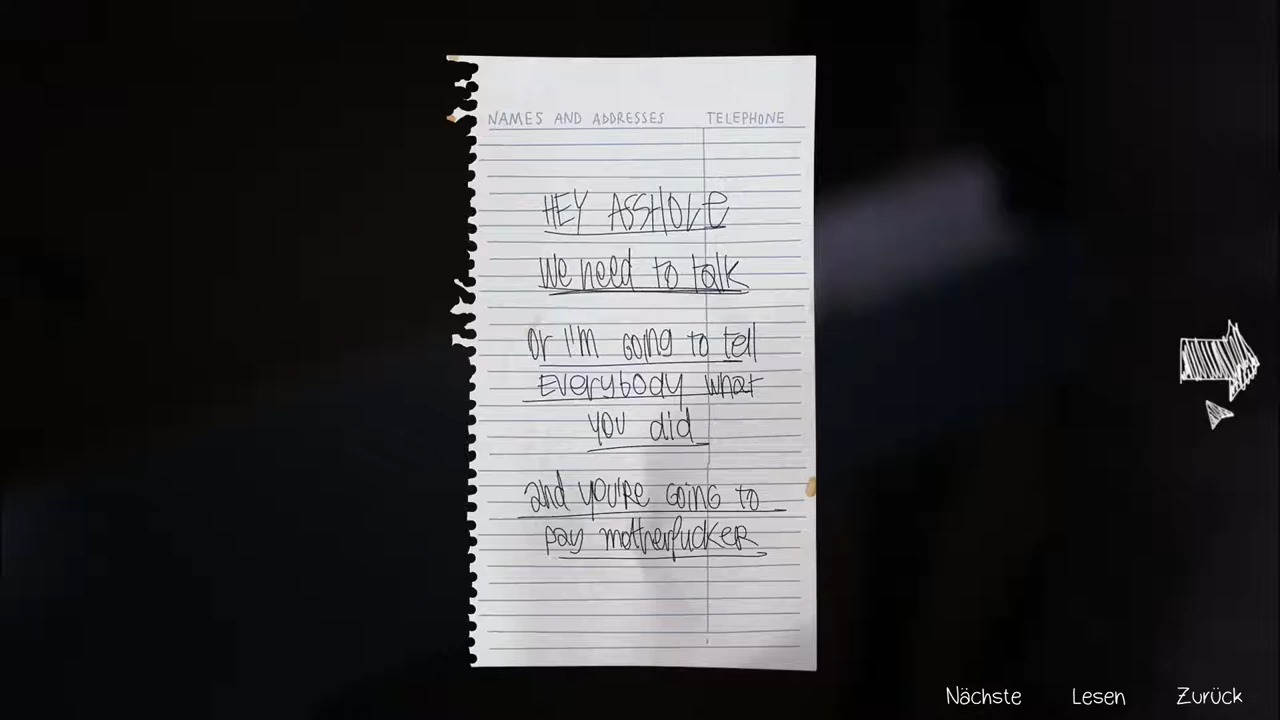 NAMES AND ADDRESSES TELEPHONE
HEY ASSHOLE
We need to talk
Or I'm going to tell
Everybody what
you did
and you're going to
pay motherfucker
Nächste Lesen Zurück